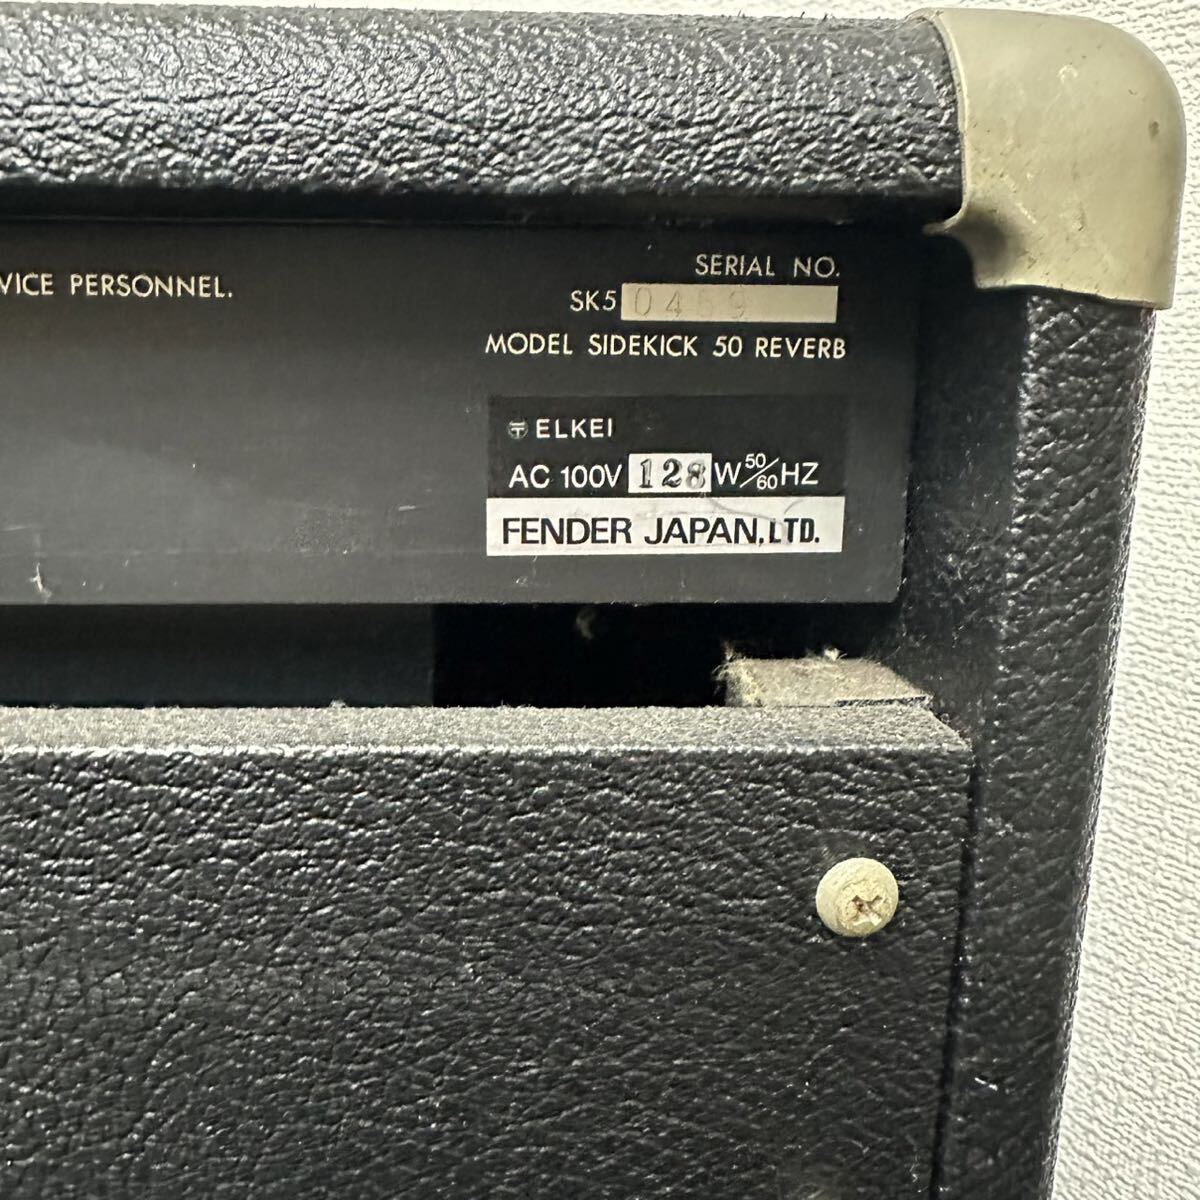 VICE PERSONNEL.
SERIAL NO.
SK5 0459
MODEL SIDEKICK 50 REVERB
〒 ELKEI
AC 100V 128 W 50/60 HZ
FENDER JAPAN, LTD.